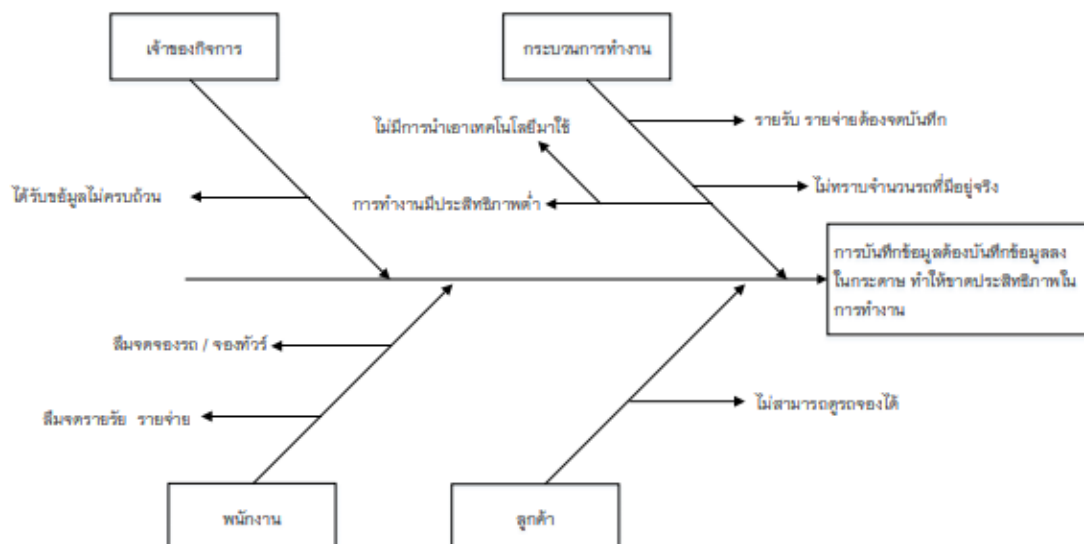 เจ้าของกิจการ
กระบวนการทำงาน
ไม่มีการนำเอาเทคโนโลยีมาใช้
รายรับ รายจ่ายต้องจดบันทึก
ได้รับขอ้มูลไม่ครบถ้วน
การทำงานมีประสิทธิภาพต่ำ
ไม่ทราบจำนวนรถที่มีอยู่จริง
การบันทึกข้อมูลต้องบันทึกข้อมูลลง
ในกระดาษ ทำให้ขาดประสิทธิภาพใน
การทำงาน
ลืมจดจองรถ / จองทัวร์
ลืมจดรายรัย รายจ่าย
ไม่สามารถดูรถจองได้
พนักงาน
ลูกค้า